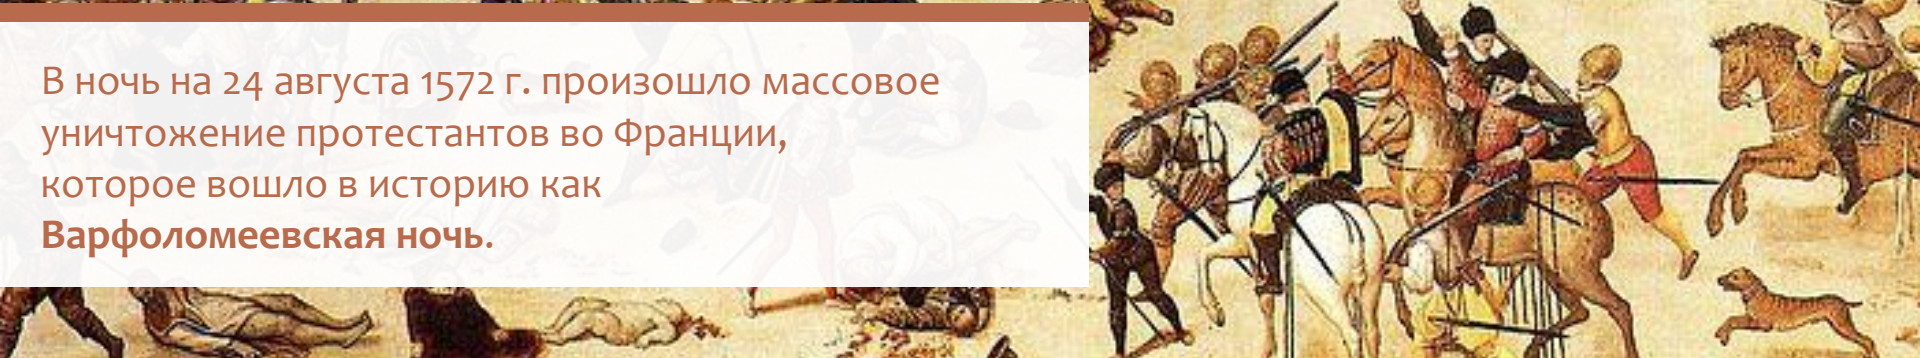 В ночь на 24 августа 1572 г. произошло массовое
уничтожение протестантов во Франции,
которое вошло в историю как
Варфоломеевская ночь.